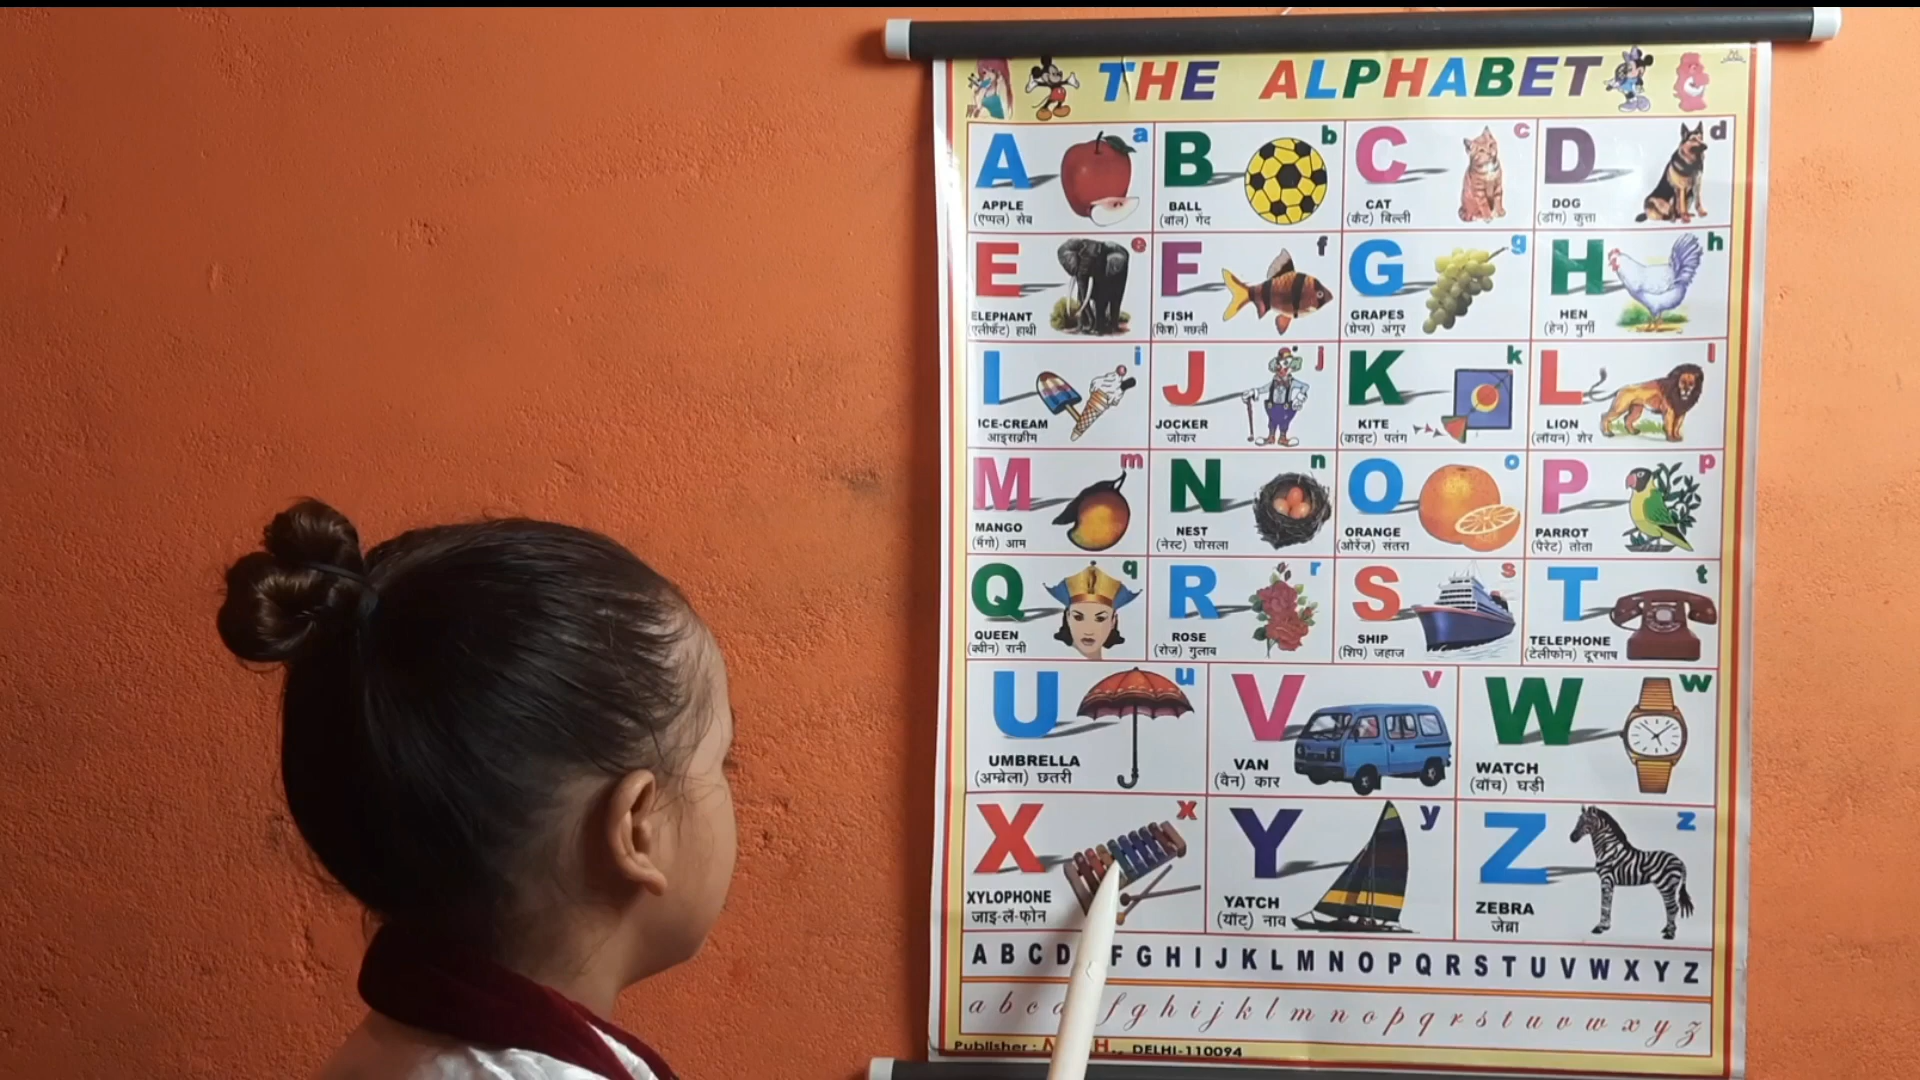 THE ALPHABET
A a B b C c D d
APPLE BALL CAT DOG
(ऐप्पल) सेब (बॉल) गेंद (कैट) बिल्ली (डॉग) कुत्ता
E e F f G g H h
ELEPHANT FISH GRAPES HEN
(एलीफैंट) हाथी (फिश) मछली (ग्रेप्स) अंगूर (हेन) मुर्गी
I i J j K k L l
ICE-CREAM JOCKER KITE LION
आइसक्रीम जोकर (काइट) पतंग (लॉयन) शेर
M m N n O o P p
MANGO NEST ORANGE PARROT
(मैंगो) आम (नेस्ट) घोंसला (ऑरेंज) संतरा (पैरेट) तोता
Q q R r S s T t
QUEEN ROSE SHIP TELEPHONE
(क्वीन) रानी (रोज) गुलाब (शिप) जहाज (टेलीफोन) दूरभाष
U u V v W w
UMBRELLA VAN WATCH
(अम्ब्रेला) छतरी (वैन) कार (वॉच) घड़ी
X x Y y Z z
XYLOPHONE YATCH ZEBRA
जाइ-लॅ-फ़ोन (यॉट) नाव जेब्रा
A B C D F G H I J K L M N O P Q R S T U V W X Y Z
a b c d f g h i j k l m n o p q r s t u v w x y z
Publisher : DELHI-110094